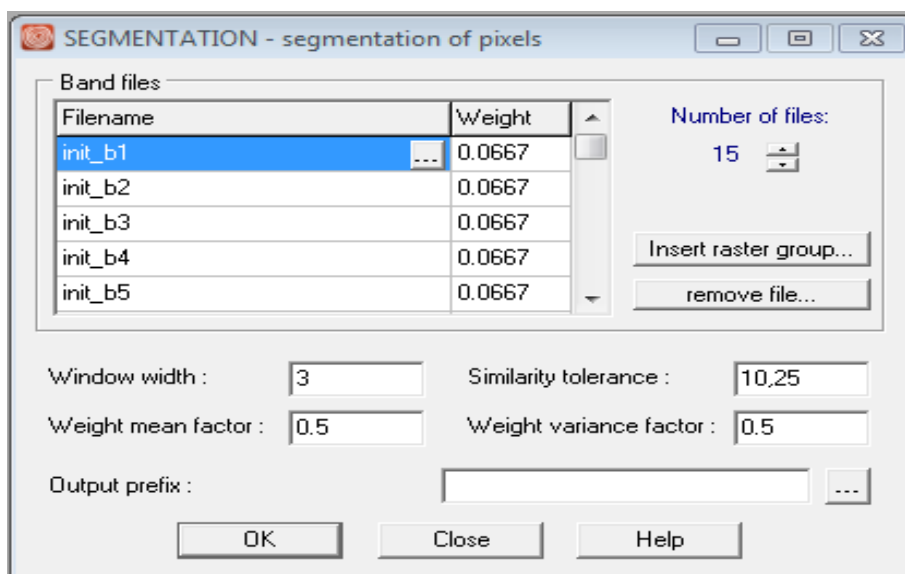 SEGMENTATION - segmentation of pixels
Band files
Filename Weight
init_b1 ... 0.0667
init_b2 0.0667
init_b3 0.0667
init_b4 0.0667
init_b5 0.0667
Number of files:
15
Insert raster group...
remove file...
Window width : 3 Similarity tolerance : 10,25
Weight mean factor : 0.5 Weight variance factor : 0.5
Output prefix : ...
OK Close Help